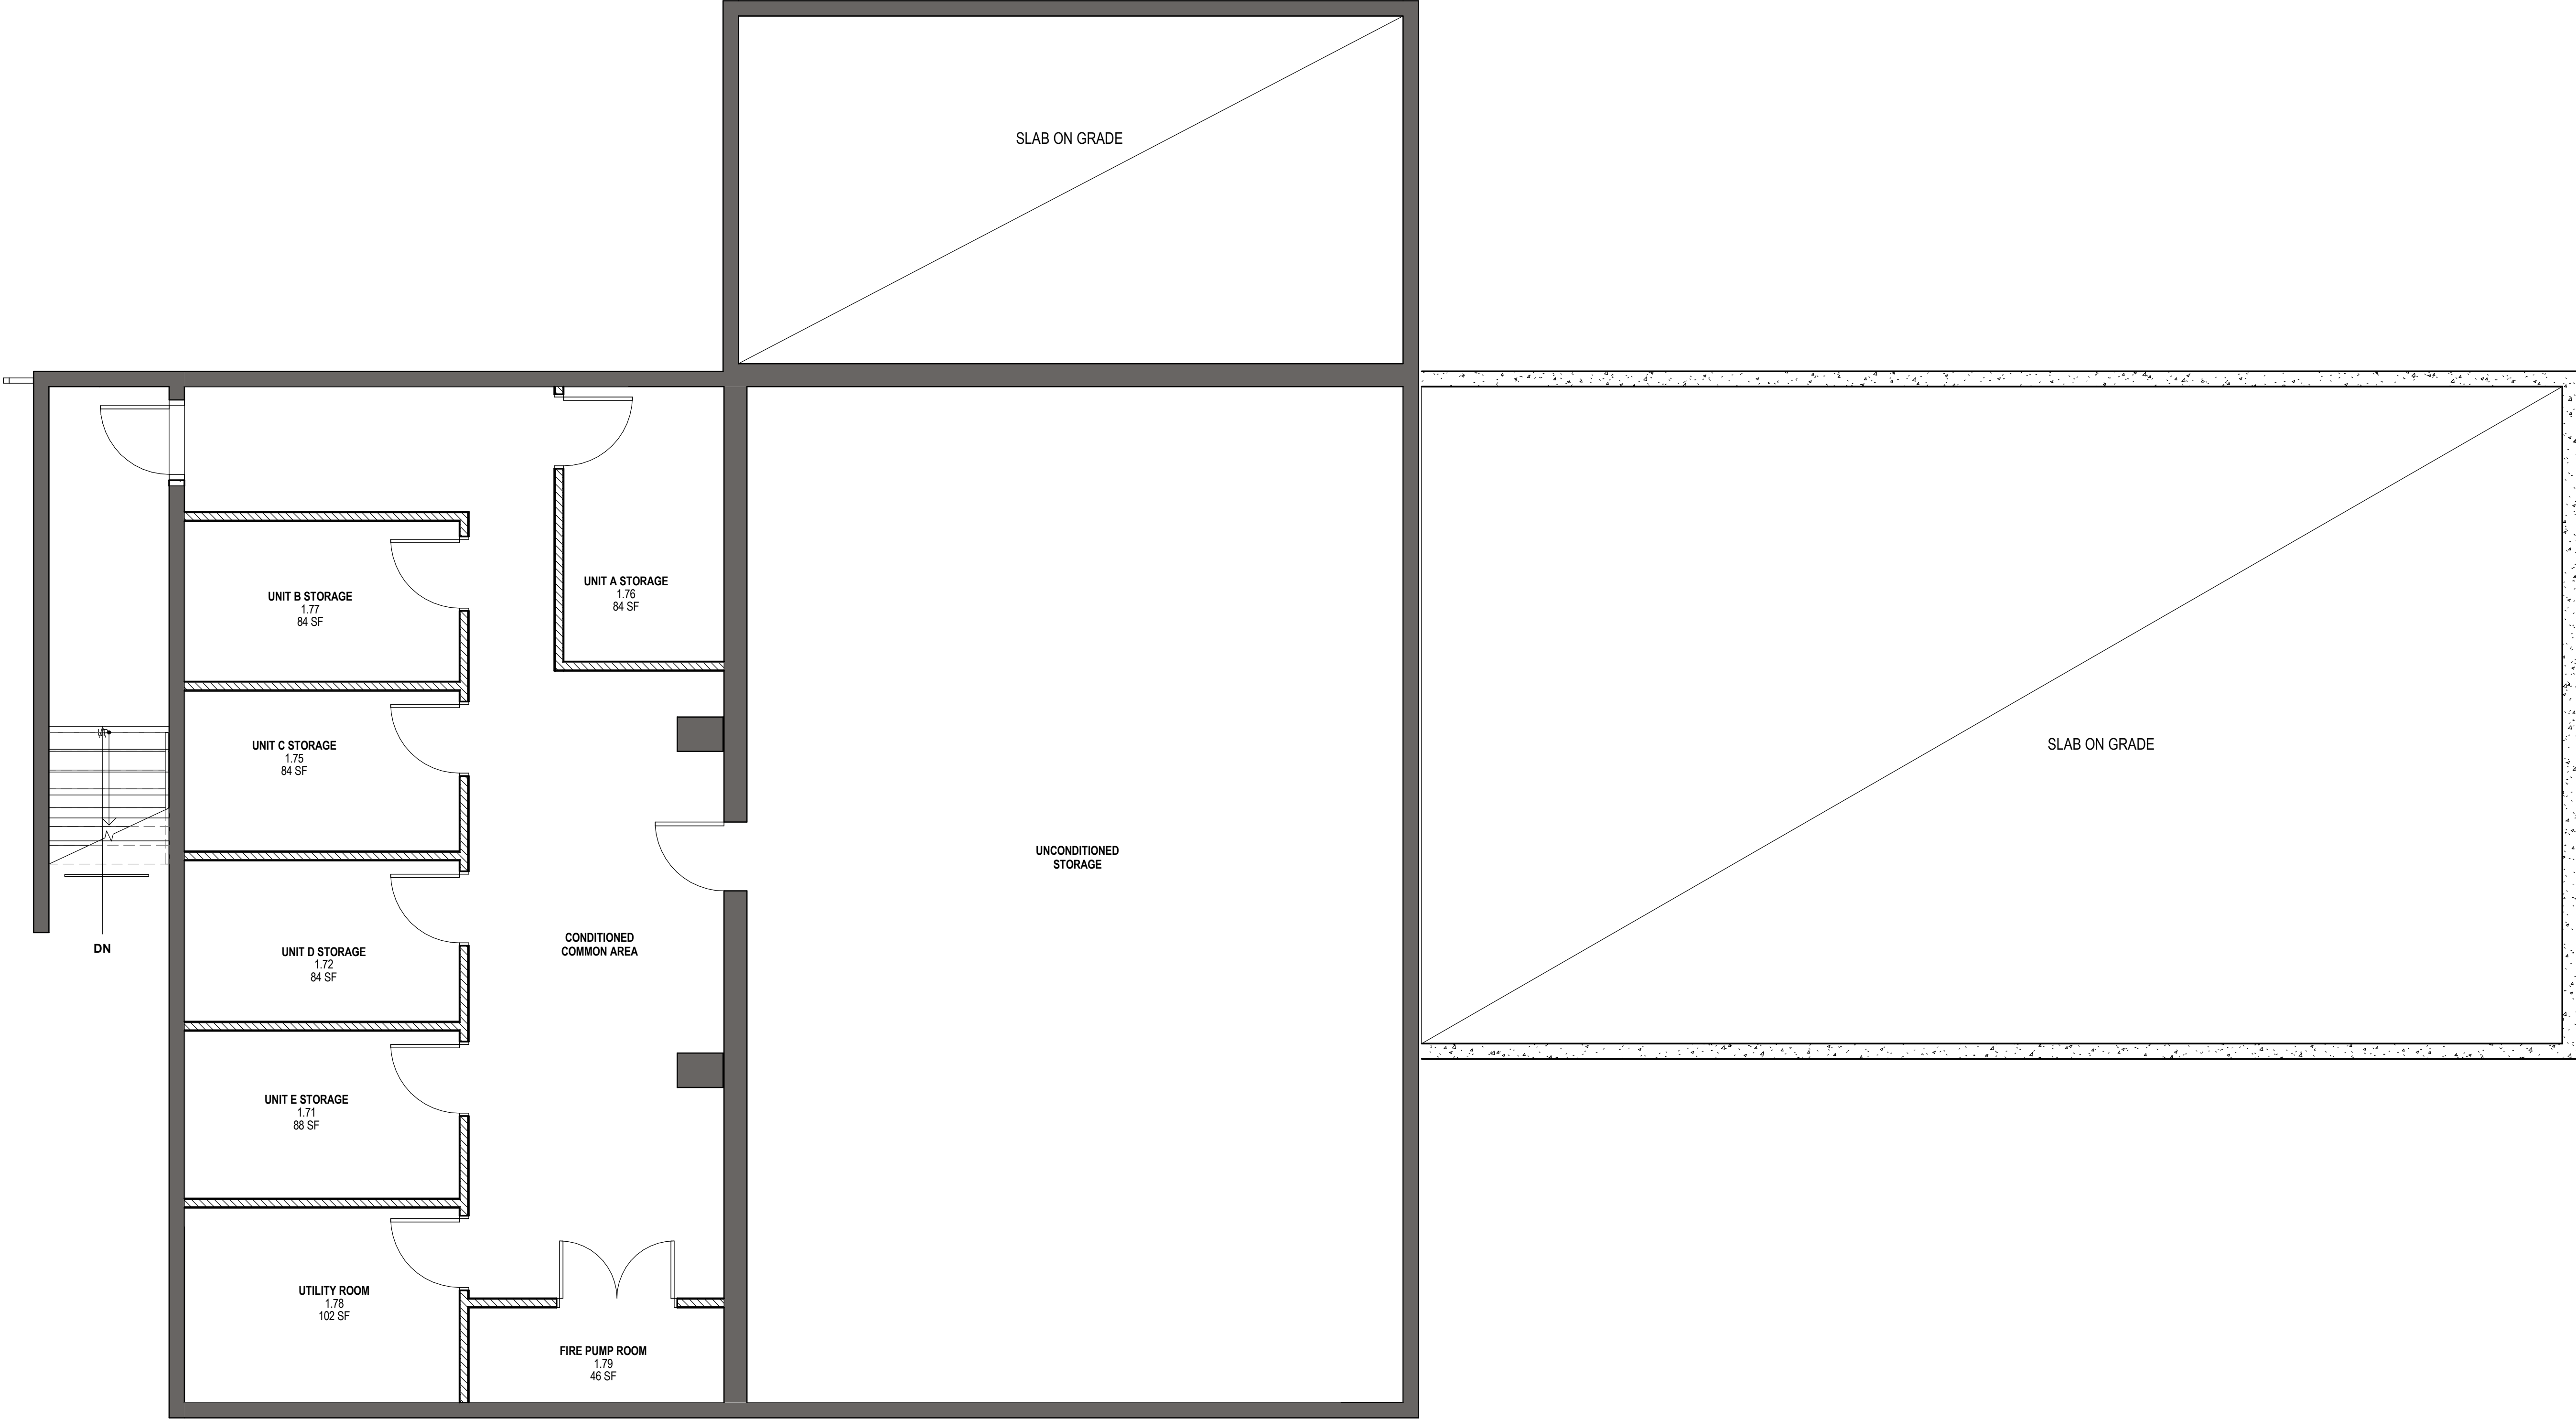 SLAB ON GRADE
UNIT A STORAGE
1.76
84 SF
UNIT B STORAGE
1.77
84 SF
UP
UNIT C STORAGE
1.75
84 SF
SLAB ON GRADE
UNCONDITIONED
STORAGE
CONDITIONED
COMMON AREA
DN
UNIT D STORAGE
1.72
84 SF
UNIT E STORAGE
1.71
88 SF
UTILITY ROOM
1.78
102 SF
FIRE PUMP ROOM
1.79
46 SF